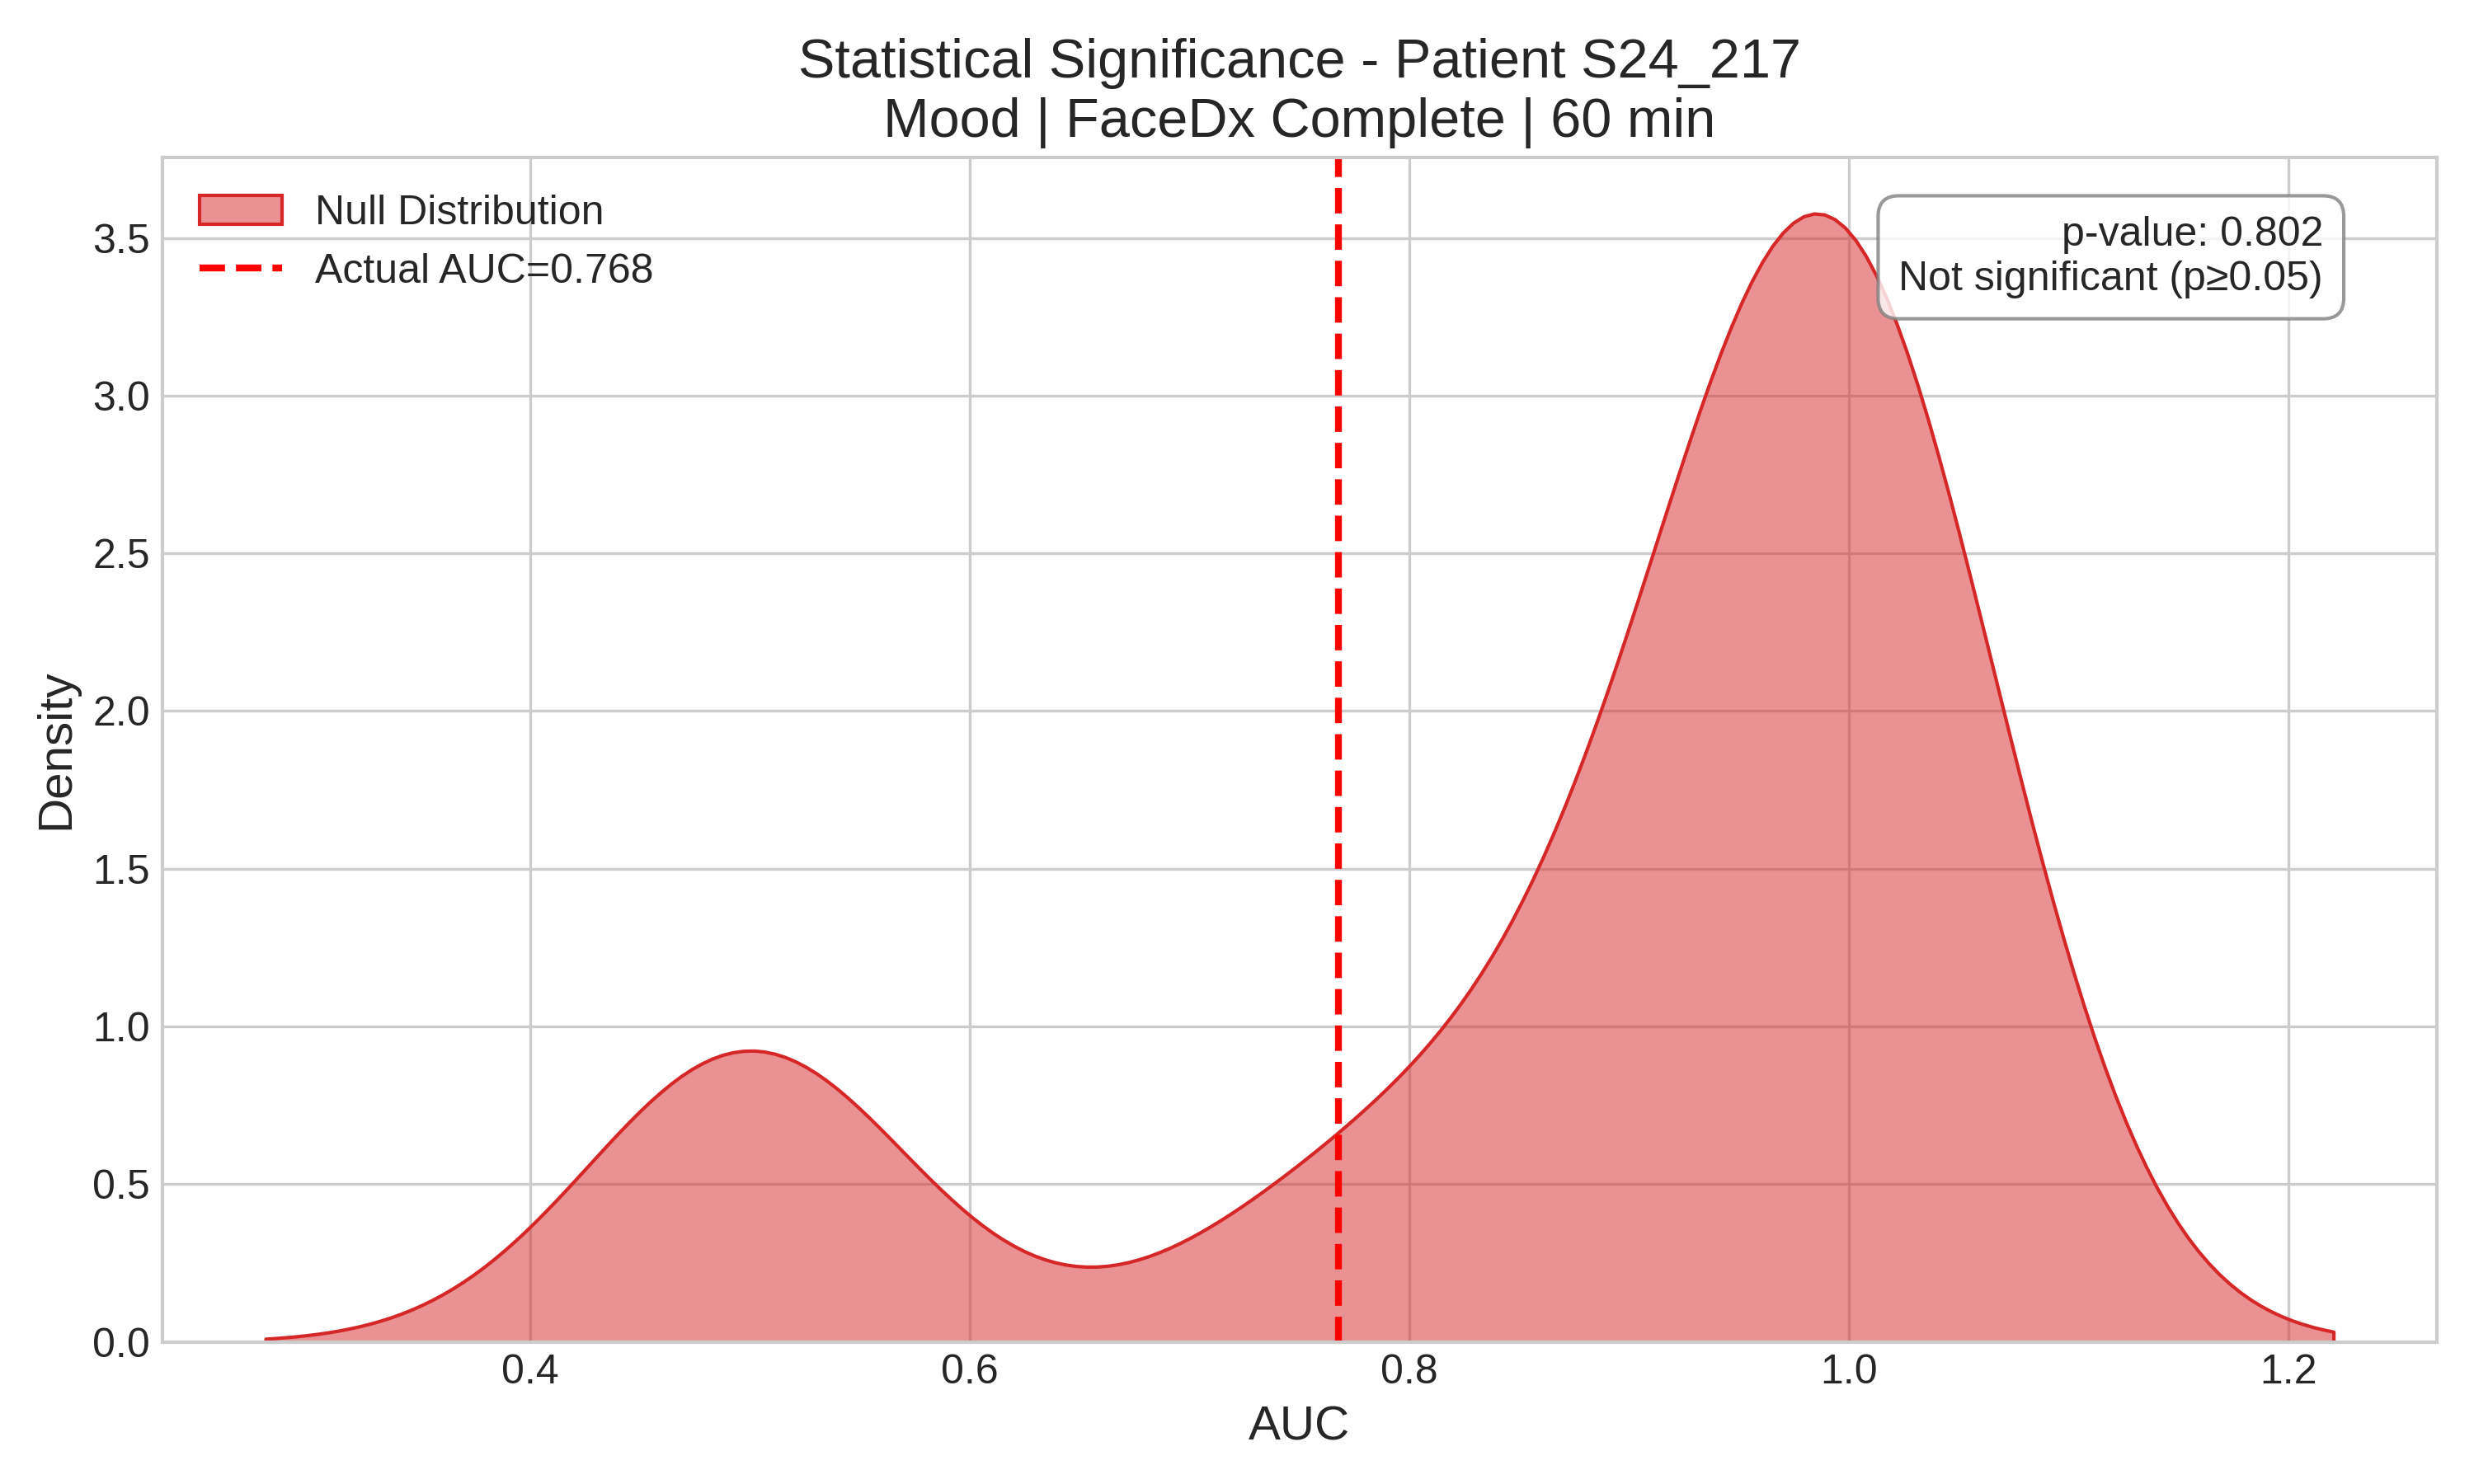 Statistical Significance - Patient S24_217
Mood | FaceDx Complete | 60 min
Null Distribution
Actual AUC=0.768
p-value: 0.802
Not significant (p≥0.05)
Density
3.5
3.0
2.5
2.0
1.5
1.0
0.5
0.0
0.4 0.6 0.8 1.0 1.2
AUC